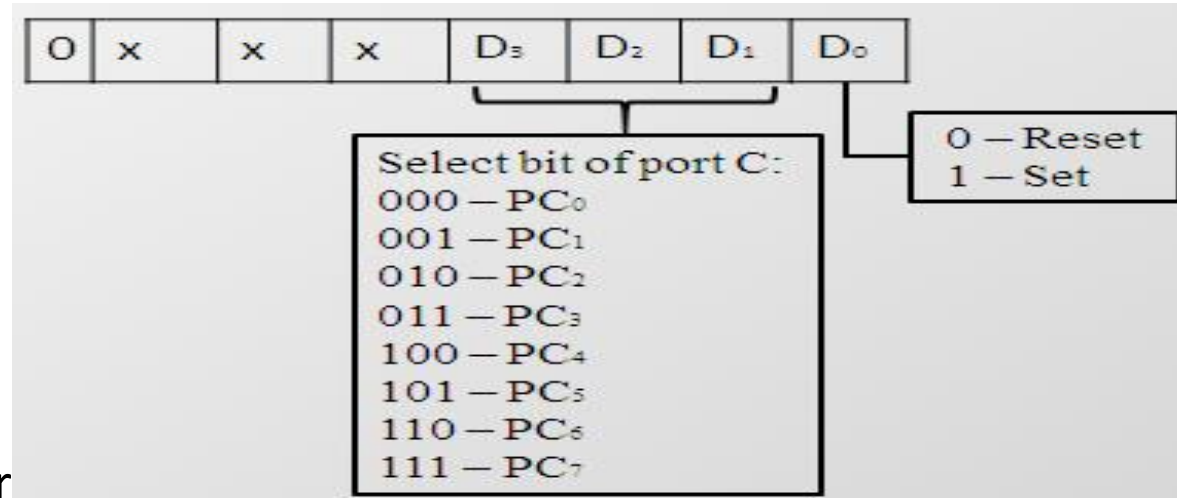 0 x x x D₃ D₂ D₁ D₀
0 – Reset
1 – Set
Select bit of port C:
000 – PC₀
001 – PC₁
010 – PC₂
011 – PC₃
100 – PC₄
101 – PC₅
110 – PC₆
111 – PC₇
r